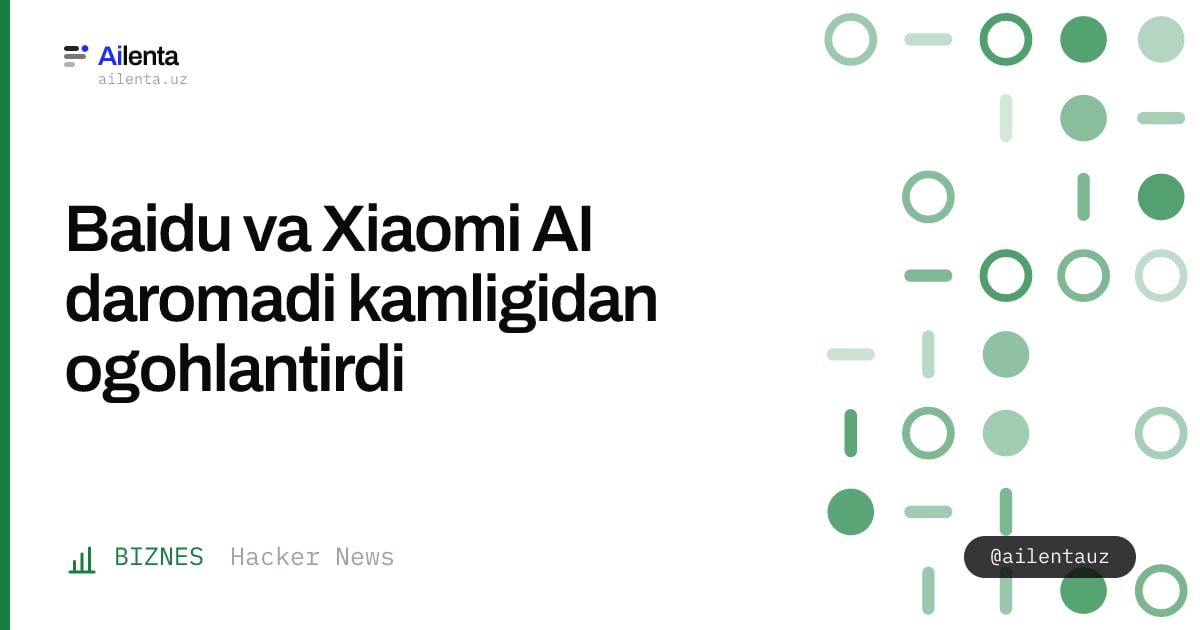 Ailenta
ailenta.uz
Baidu va Xiaomi AI
daromadi kamligidan
ogohlantirdi
BIZNES Hacker News
@ailentauz